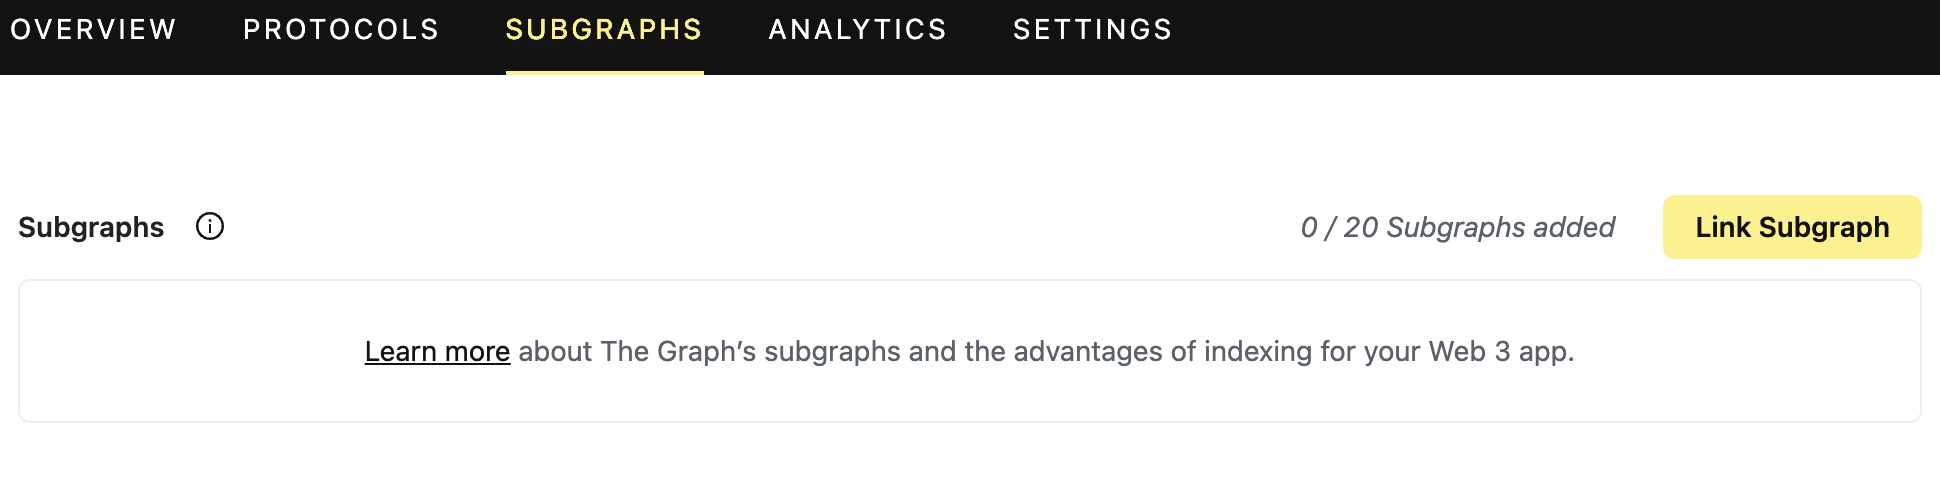 OVERVIEW PROTOCOLS SUBGRAPHS ANALYTICS SETTINGS
Subgraphs 0 / 20 Subgraphs added Link Subgraph
Learn more about The Graph’s subgraphs and the advantages of indexing for your Web 3 app.